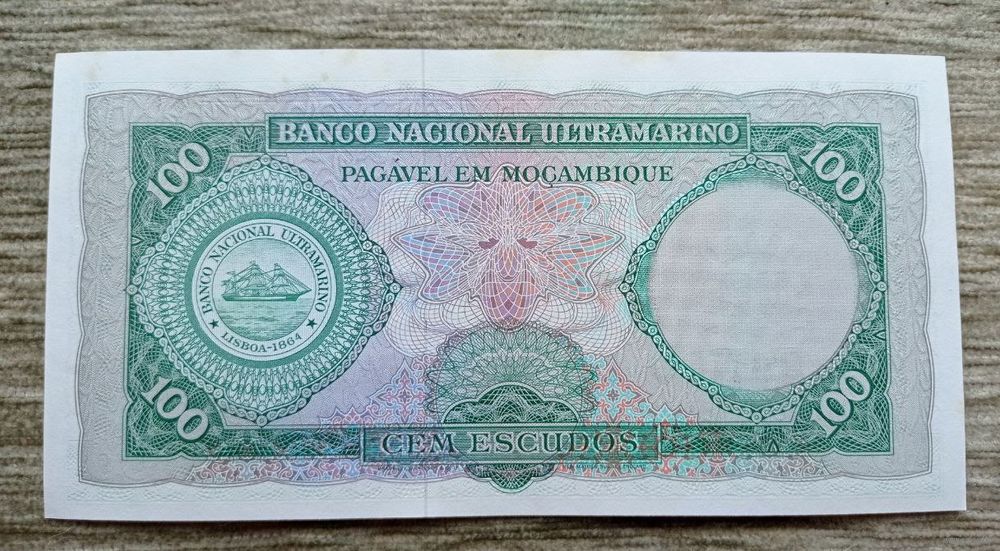 BANCO NACIONAL ULTRAMARINO
PAGÁVEL EM MOÇAMBIQUE
100
100
BANCO NACIONAL ULTRAMARINO
LISBOA-1864
100
100
CEM ESCUDOS